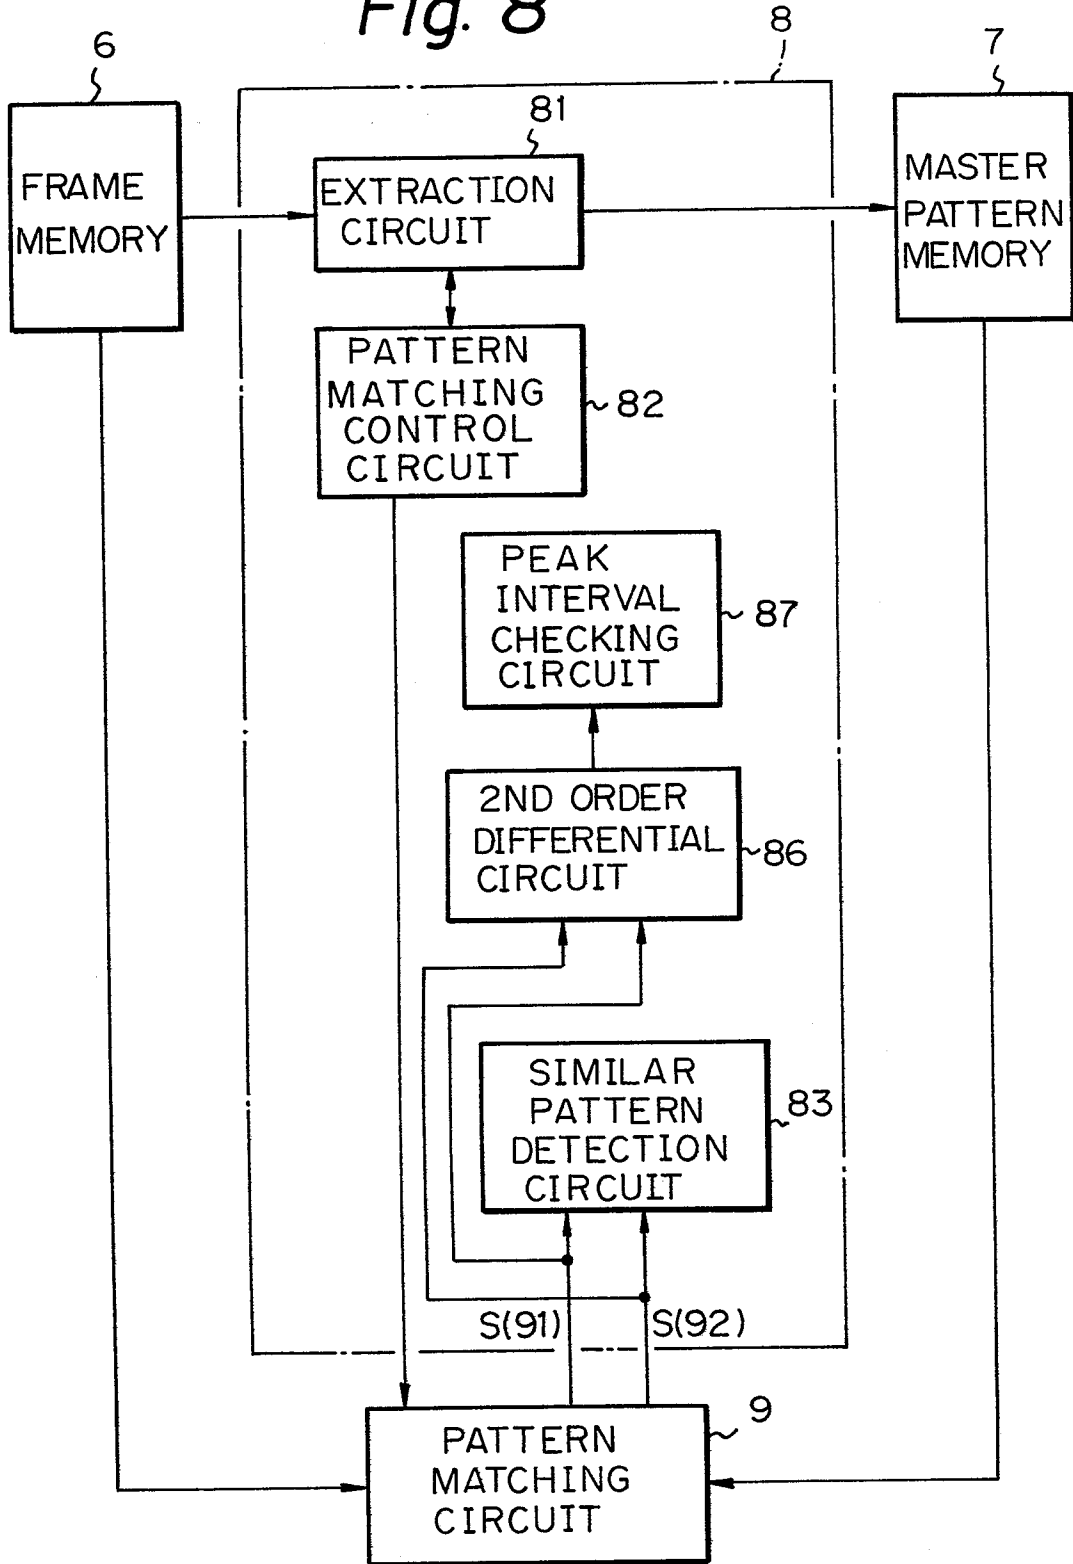 Fig. 8
6
8
7
81
FRAME
MEMORY
EXTRACTION
CIRCUIT
MASTER
PATTERN
MEMORY
PATTERN
MATCHING
CONTROL
CIRCUIT
82
PEAK
INTERVAL
CHECKING
CIRCUIT
87
2ND ORDER
DIFFERENTIAL
CIRCUIT
86
SIMILAR
PATTERN
DETECTION
CIRCUIT
83
S(91)
S(92)
9
PATTERN
MATCHING
CIRCUIT